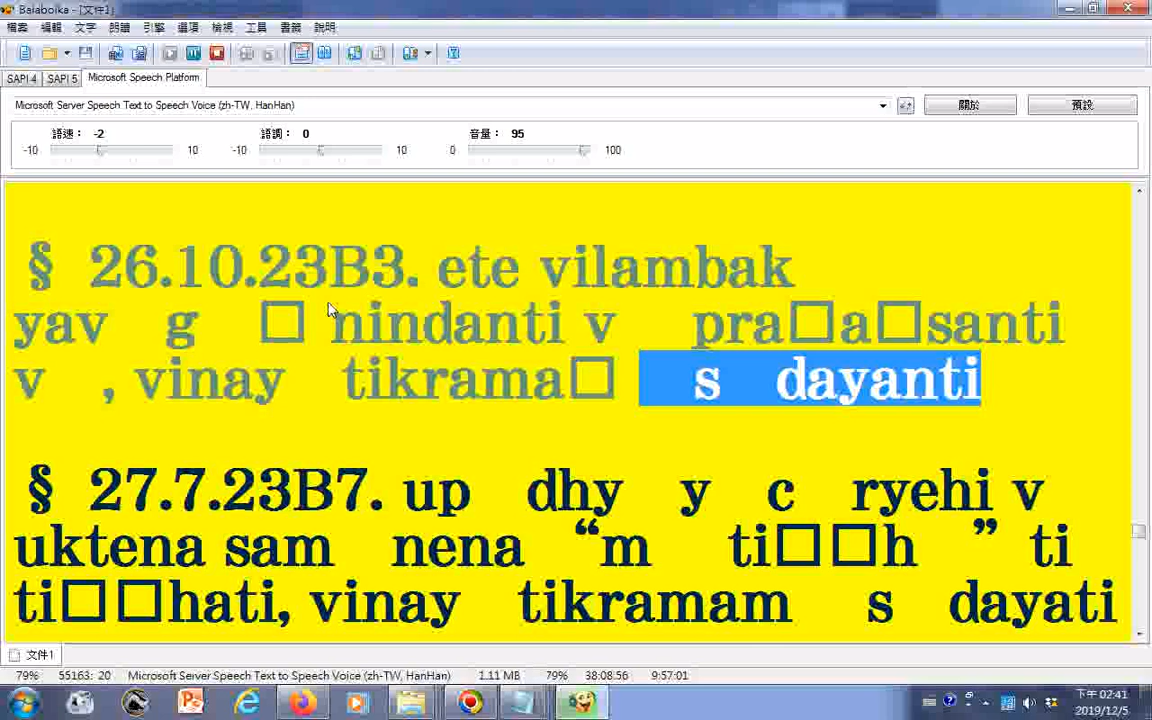 Balabolka - [文件1]
檔案 編輯 文字 朗讀 引擎 選項 檢視 工具 書籤 說明
SAPI 4 SAPI 5 Microsoft Speech Platform
Microsoft Server Speech Text to Speech Voice (zh-TW, HanHan) 關於 預設
語速: -2 語調: 0 音量: 95
-10 10 -10 10 0 100
§ 26.10.23B3. ete vilambak
yav g □ nindanti v pra□a□santi
v , vinay tikrama□ s dayanti
§ 27.7.23B7. up dhy y c ryehi v
uktena sam nena “m ti□□h ” ti
ti□□hati, vinay tikramam s dayati
文件1
79% 55163: 20 Microsoft Server Speech Text to Speech Voice (zh-TW, HanHan) 1.11 MB 79% 38:08:56 9:57:01
下午 02:41
2019/12/5